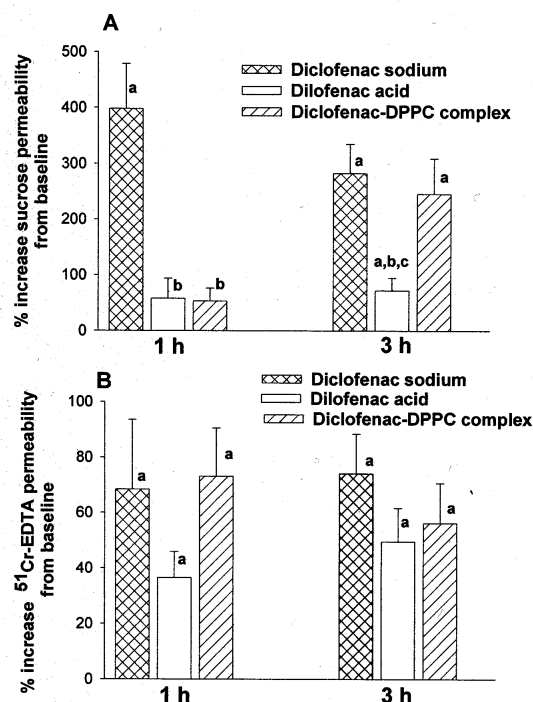 A
% increase sucrose permeability
from baseline
500
400
300
200
100
0
Diclofenac sodium
Dilofenac acid
Diclofenac-DPPC complex
a
b
b
a
a,b,c
a
1 h
3 h
B
% increase ⁵¹Cr-EDTA permeability
from baseline
100
80
60
40
20
0
Diclofenac sodium
Dilofenac acid
Diclofenac-DPPC complex
a
a
a
a
a
a
1 h
3 h